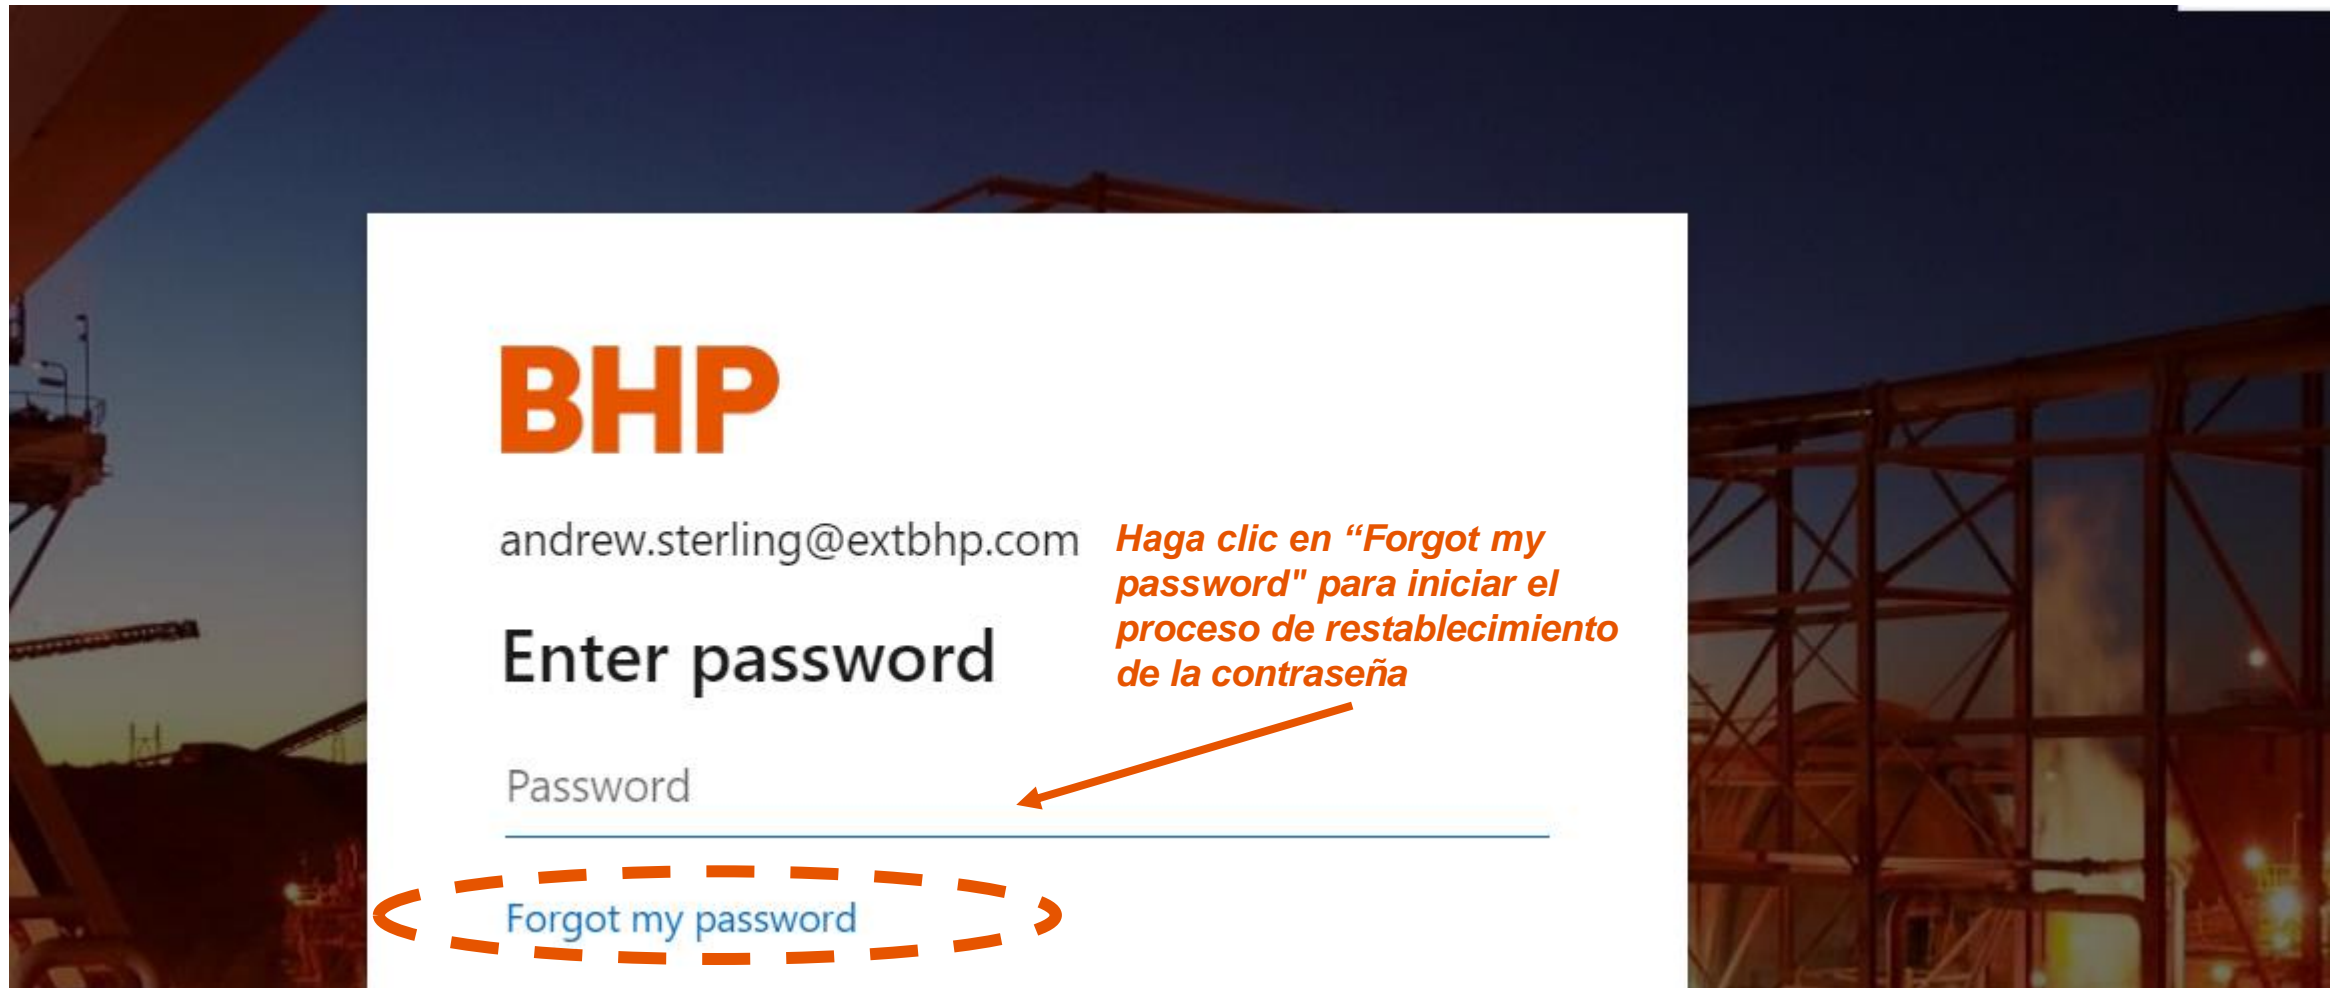 BHP
andrew.sterling@extbhp.com
Haga clic en “Forgot my
password" para iniciar el
proceso de restablecimiento
de la contraseña
Enter password
Password
Forgot my password